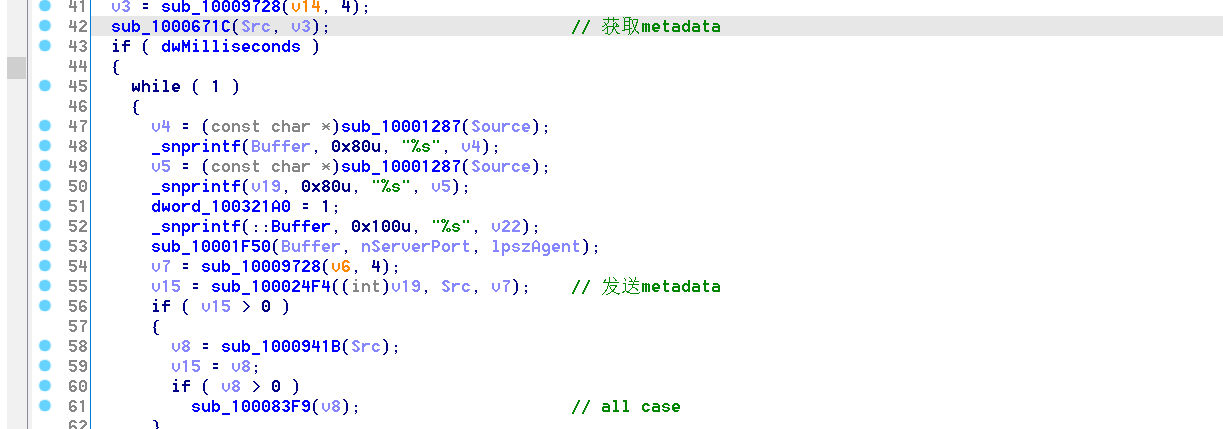 41 v3 = sub_10009728(v14, 4);
42 sub_1000671C(Src, v3); // 获取metadata
43 if ( dwMilliseconds )
44 {
45 while ( 1 )
46 {
47 v4 = (const char *)sub_10001287(Source);
48 _snprintf(Buffer, 0x80u, "%s", v4);
49 v5 = (const char *)sub_10001287(Source);
50 _snprintf(v19, 0x80u, "%s", v5);
51 dword_100321A0 = 1;
52 _snprintf(::Buffer, 0x100u, "%s", v22);
53 sub_10001F50(Buffer, nServerPort, lpszAgent);
54 v7 = sub_10009728(v6, 4);
55 v15 = sub_100024F4((int)v19, Src, v7); // 发送metadata
56 if ( v15 > 0 )
57 {
58 v8 = sub_1000941B(Src);
59 v15 = v8;
60 if ( v8 > 0 )
61 sub_100083F9(v8); // all case
62 }